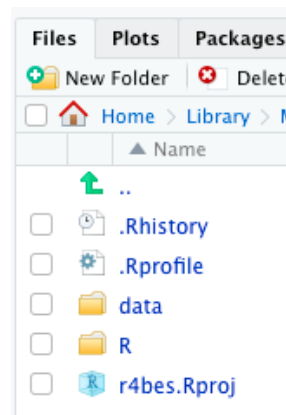 Files Plots Packages
New Folder Delet
Home > Library > M
Name
..
.Rhistory
.Rprofile
data
R
r4bes.Rproj